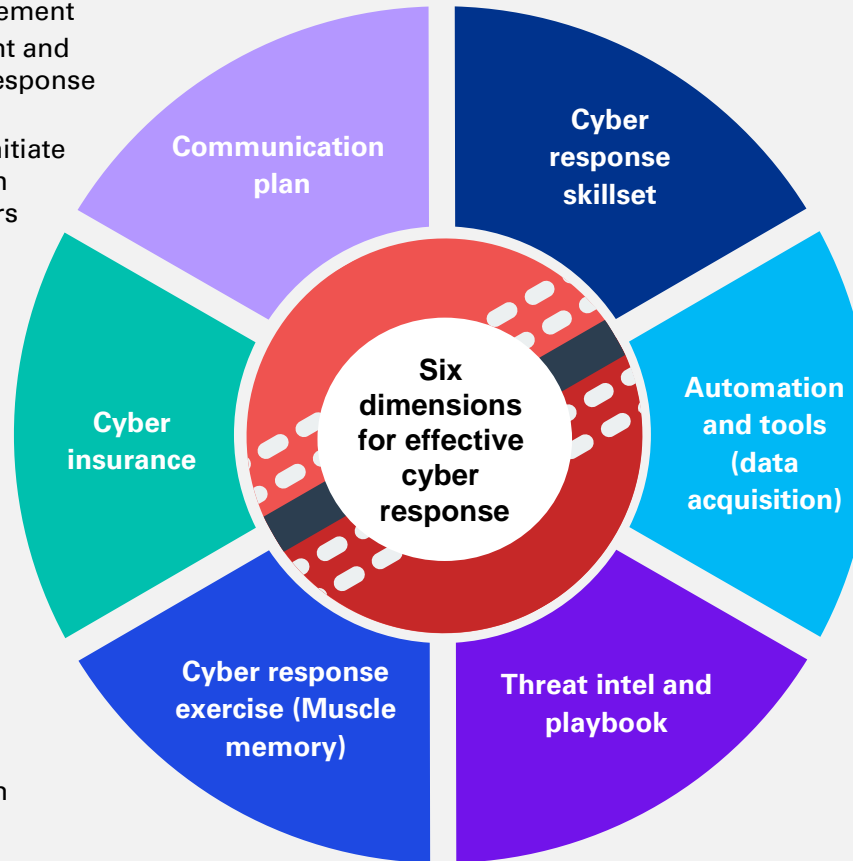 ement
nt and
esponse
nitiate
n
rs
Communication
plan
Cyber
response
skillset
Cyber
insurance
Six
dimensions
for effective
cyber
response
Automation
and tools
(data
acquisition)
Cyber response
exercise (Muscle
memory)
Threat intel and
playbook
n